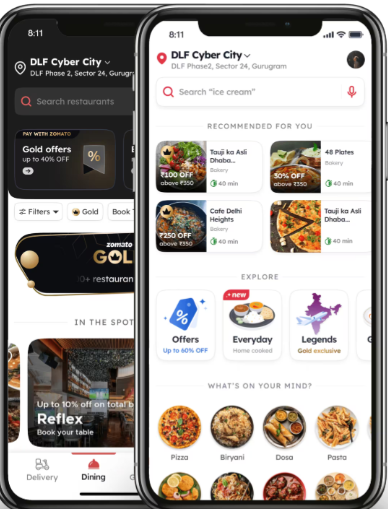 8:11
DLF Cyber City
DLF Phase 2, Sector 24, Gurugr
Search restaurants
PAY WITH ZOMATO
Gold offers
up to 40% OFF
%
Filters
Gold
Book
zomato
GOL
0+ restauran
IN THE SPOT
Up to 10% off on total b
Reflex
Book your table
Delivery
Dining
8:11
DLF Cyber City
DLF Phase2, Sector 24, Gurugram
Search "ice cream"
RECOMMENDED FOR YOU
₹100 OFF
above ₹350
Tauji ka Asli
Dhaba...
Bakery
40 min
30% OFF
above ₹350
48 Plates
Bakery
40 min
₹250 OFF
above ₹350
Cafe Delhi
Heights
Bakery
40 min
Tauji ka Asli
Dhaba...
40 min
EXPLORE
%
Offers
Up to 60% OFF
new
Everyday
Home cooked
Legends
Gold exclusive
G
WHAT'S ON YOUR MIND?
Pizza
Biryani
Dosa
Pasta